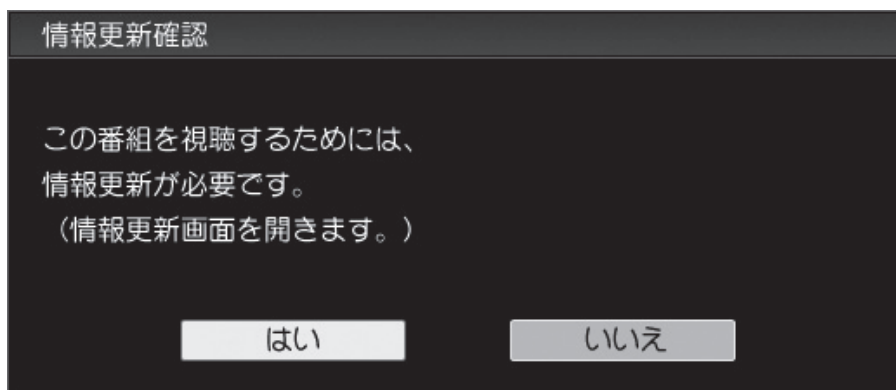 情報更新確認
この番組を視聴するためには、
情報更新が必要です。
（情報更新画面を開きます。）
はい
いいえ